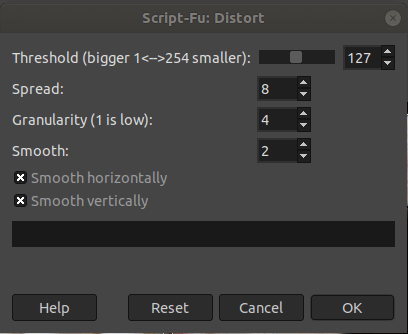 Script-Fu: Distort
Threshold (bigger 1<-->254 smaller): 127
Spread: 8
Granularity (1 is low): 4
Smooth: 2
Smooth horizontally
Smooth vertically
Help Reset Cancel OK